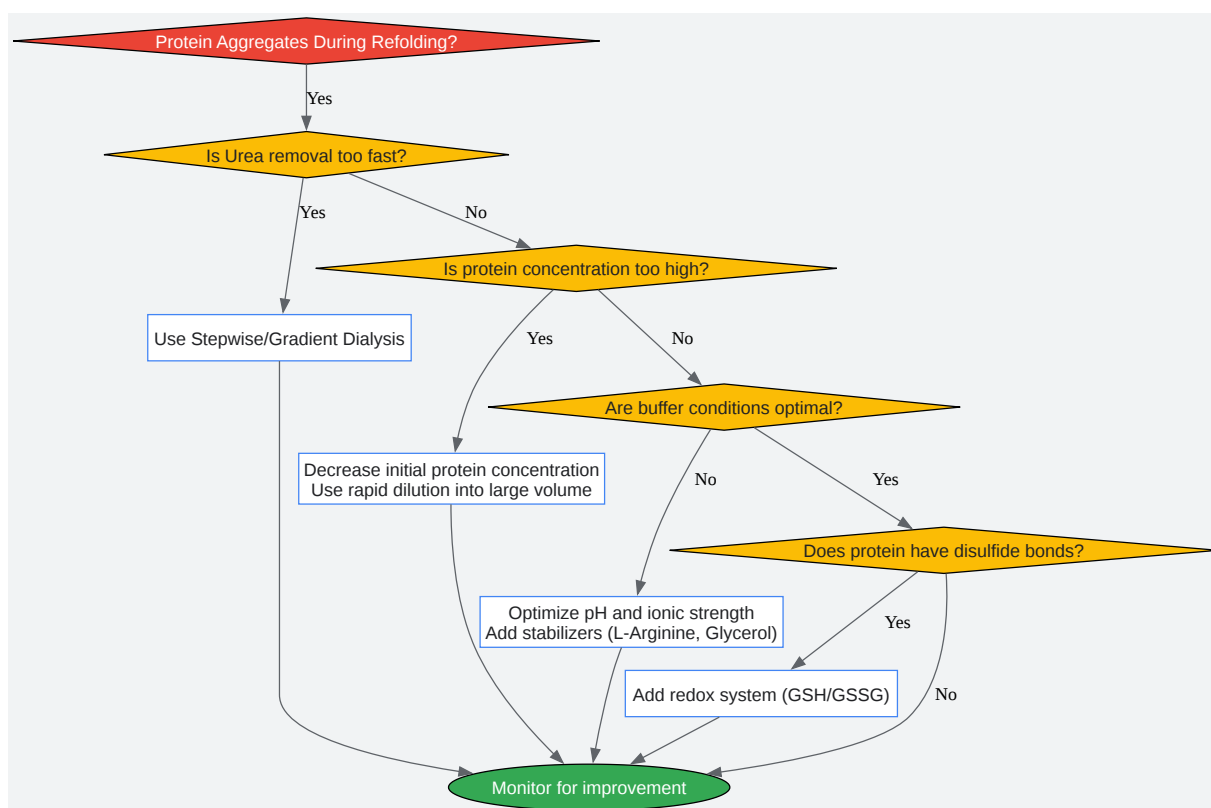 Protein Aggregates During Refolding?
Yes
Is Urea removal too fast?
Yes
No
Is protein concentration too high?
Use Stepwise/Gradient Dialysis
Yes
No
Are buffer conditions optimal?
Decrease initial protein concentration
Use rapid dilution into large volume
No
Yes
Does protein have disulfide bonds?
Optimize pH and ionic strength
Add stabilizers (L-Arginine, Glycerol)
Yes
Add redox system (GSH/GSSG)
No
Monitor for improvement